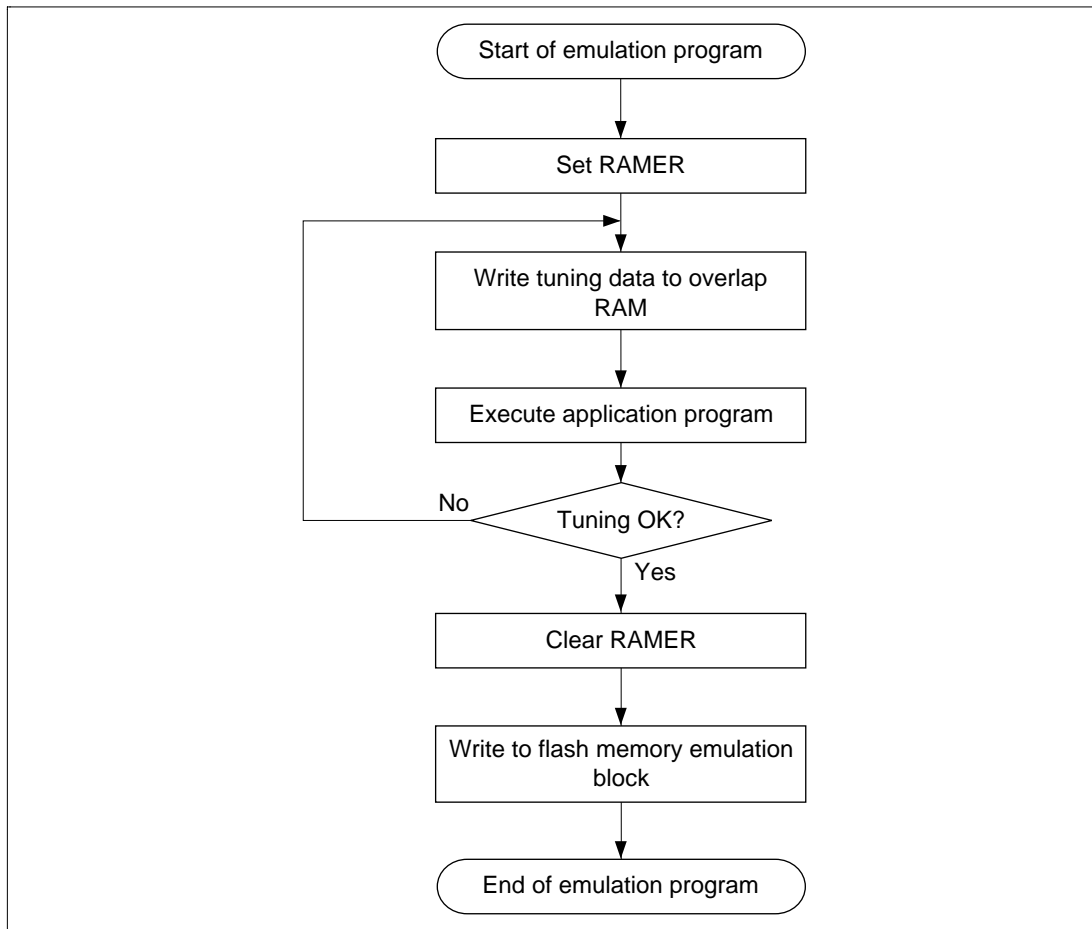 Start of emulation program
Set RAMER
Write tuning data to overlap
RAM
Execute application program
No
Tuning OK?
Yes
Clear RAMER
Write to flash memory emulation
block
End of emulation program